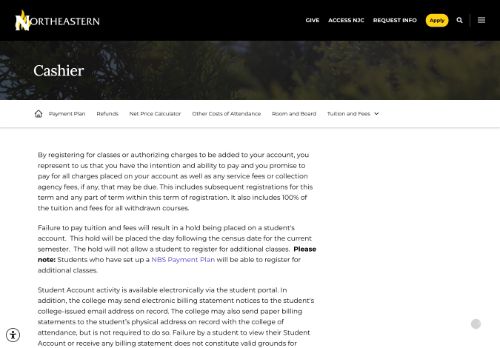 NORTHEASTERN
GIVE ACCESS NJC REQUEST INFO Apply
Cashier
Payment Plan Refunds Net Price Calculator Other Costs of Attendance Room and Board Tuition and Fees
By registering for classes or authorizing charges to be added to your account, you
represent to us that you have the intention and ability to pay and you promise to
pay for all charges placed on your account as well as any service fees or collection
agency fees, if any, that may be due. This includes subsequent registrations for this
term and any part of term within this term of registration. It also includes 100% of
the tuition and fees for all withdrawn courses.
Failure to pay tuition and fees will result in a hold being placed on a student's
account. This hold will be placed the day following the census date for the current
semester. The hold will not allow a student to register for additional classes. Please
note: Students who have set up a NBS Payment Plan will be able to register for
additional classes.
Student Account activity is available electronically via the student portal. In
addition, the college may send electronic billing statement notices to the student's
college-issued email address on record. The college may also send paper billing
statements to the student's physical address on record with the college of
attendance, but is not required to do so. Failure by a student to view their Student
Account or receive any billing statement does not constitute valid grounds for